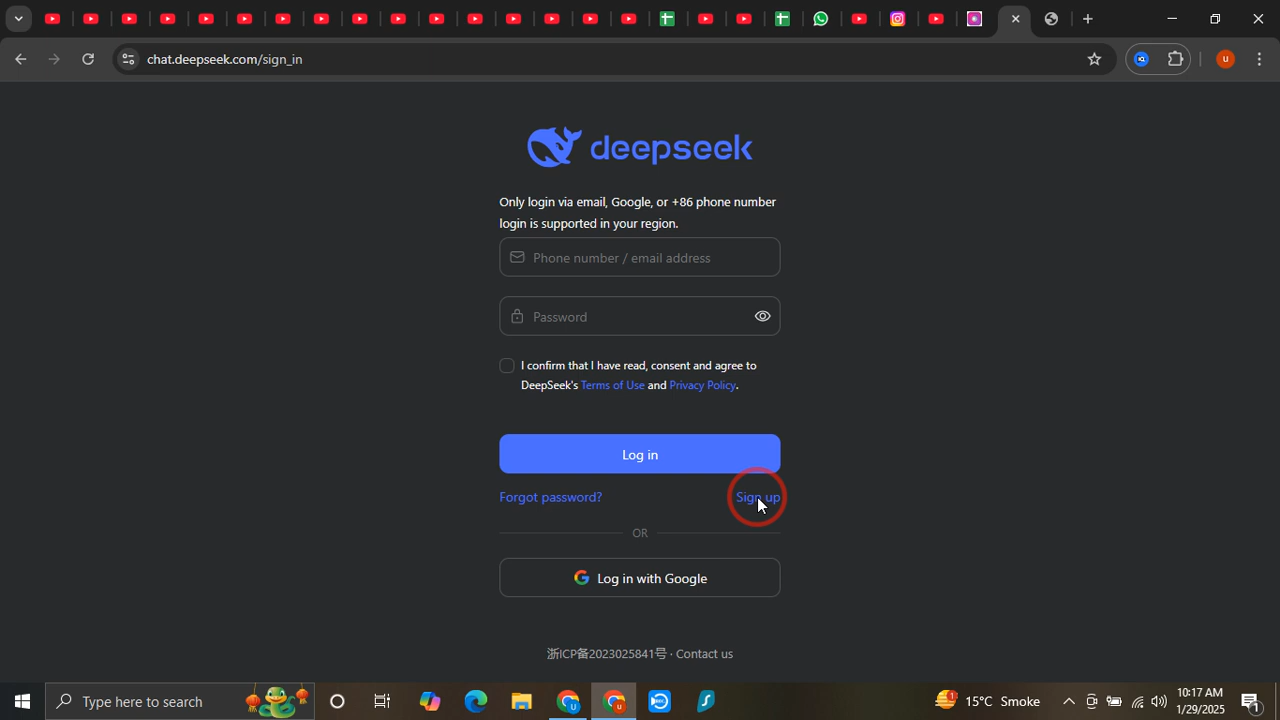 chat.deepseek.com/sign_in
u
deepseek
Only login via email, Google, or +86 phone number
login is supported in your region.
Phone number / email address
Password
I confirm that I have read, consent and agree to
DeepSeek's Terms of Use and Privacy Policy.
Log in
Forgot password?
Sign up
OR
Log in with Google
浙ICP备2023025841号 · Contact us
Type here to search
15°C Smoke
10:17 AM
1/29/2025